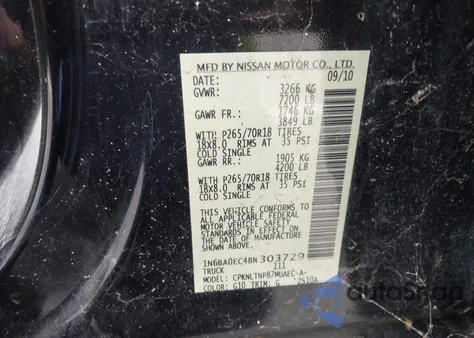 MFD BY NISSAN MOTOR CO., LTD.
DATE: 09/10
GVWR: 3266 KG
7200 LB
GAWR FR.: 1746 KG
3849 LB
WITH P265/70R18 TIRES
18X8.0 RIMS AT 35 PSI
COLD SINGLE
GAWR RR.: 1905 KG
4200 LB
WITH P265/70R18 TIRES
18X8.0 RIMS AT 35 PSI
COLD SINGLE
THIS VEHICLE CONFORMS TO
ALL APPLICABLE FEDERAL
MOTOR VEHICLE SAFETY
STANDARDS IN EFFECT ON
THE DATE OF MANUFACTURE
SHOWN ABOVE.
1N6BA0EC4BN303729
TRUCK 111
MODEL: CPKNLTNP87MUAEC-A-
COLOR: G10 TRIM: G